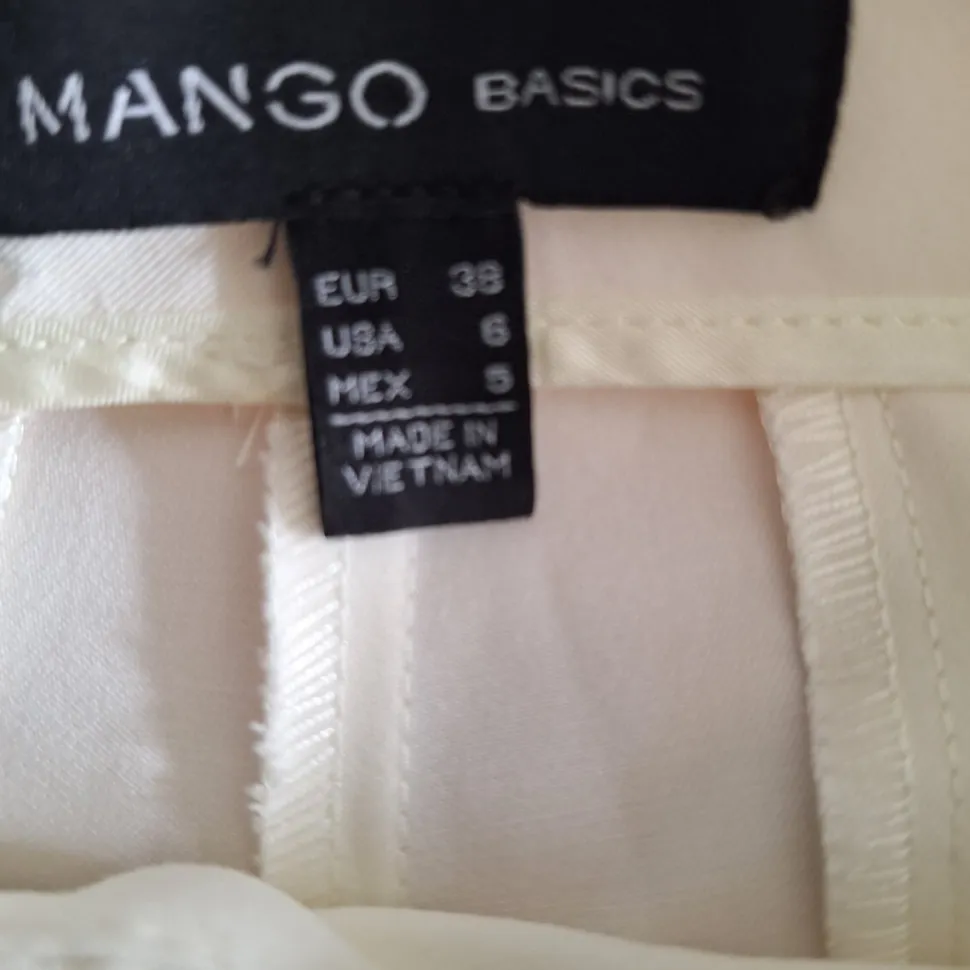 MANGO BASICS
EUR 38
USA 6
MEX 5
MADE IN
VIETNAM